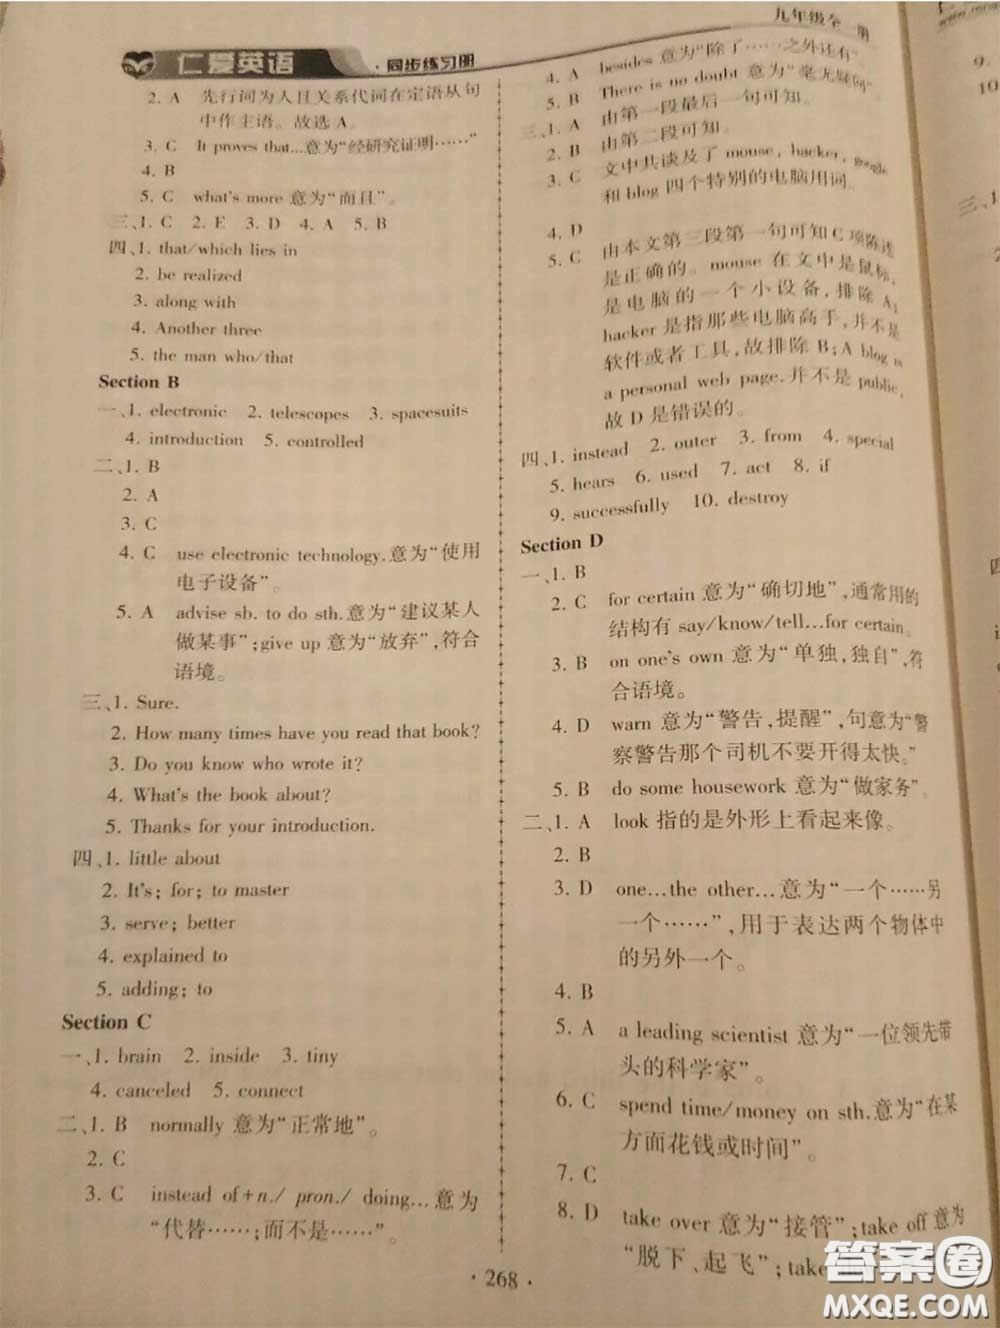 仁爱英语
·同步练习册
九年级全一册
2. A 先行词为人且关系代词在定语从句
中作主语。故选A。
3. C It proves that...意为“经研究证明……”
4. B
5. C what's more 意为“而且”。
三、1. C 2. E 3. D 4. A 5. B
四、1. that/which lies in
2. be realized
3. along with
4. Another three
5. the man who/that
Section B
一、1. electronic 2. telescopes 3. spacesuits
4. introduction 5. controlled
二、1. B
2. A
3. C
4. C use electronic technology.意为“使用
电子设备”。
5. A advise sb. to do sth.意为“建议某人
做某事”;give up 意为“放弃”,符合
语境。
三、1. Sure.
2. How many times have you read that book?
3. Do you know who wrote it?
4. What's the book about?
5. Thanks for your introduction.
四、1. little about
2. It's; for; to master
3. serve; better
4. explained to
5. adding; to
Section C
一、1. brain 2. inside 3. tiny
4. canceled 5. connect
二、1. B normally 意为“正常地”。
2. C
3. C instead of+n./ pron./ doing...意为
“代替……;而不是……”。
4. A besides 意为“除了……之外还有”
5. B There is no doubt 意为“毫无疑问”
三、1. A 由第一段最后一句可知。
2. B 由第二段可知。
3. C 文中共谈及了 mouse, hacker, google
和 blog 四个特别的电脑用词。
4. D
5. C 由本文第三段第一句可知 C 项陈述
是正确的。mouse 在文中是鼠标,
是电脑的一个小设备,排除 A;
hacker 是指那些电脑高手,并不是
软件或者工具,故排除 B;A blog is
a personal web page.并不是 public,
故 D 是错误的。
四、1. instead 2. outer 3. from 4. special
5. hears 6. used 7. act 8. if
9. successfully 10. destroy
Section D
一、1. B
2. C for certain 意为“确切地”,通常用的
结构有 say/know/tell...for certain。
3. B on one's own 意为“单独,独自”,符
合语境。
4. D warn 意为“警告,提醒”,句意为“警
察警告那个司机不要开得太快。”
5. B do some housework 意为“做家务”。
二、1. A look 指的是外形上看起来像。
2. B
3. D one...the other...意为“一个……另
一个……”,用于表达两个物体中
的另外一个。
4. B
5. A a leading scientist 意为“一位领先带
头的科学家”。
6. C spend time/money on sth.意为“在某
方面花钱或时间”。
7. C
8. D take over 意为“接管”;take off 意为
“脱下、起飞”;take
· 268 ·
9.
10
三、1
2
四
答案圈
MXQE.COM